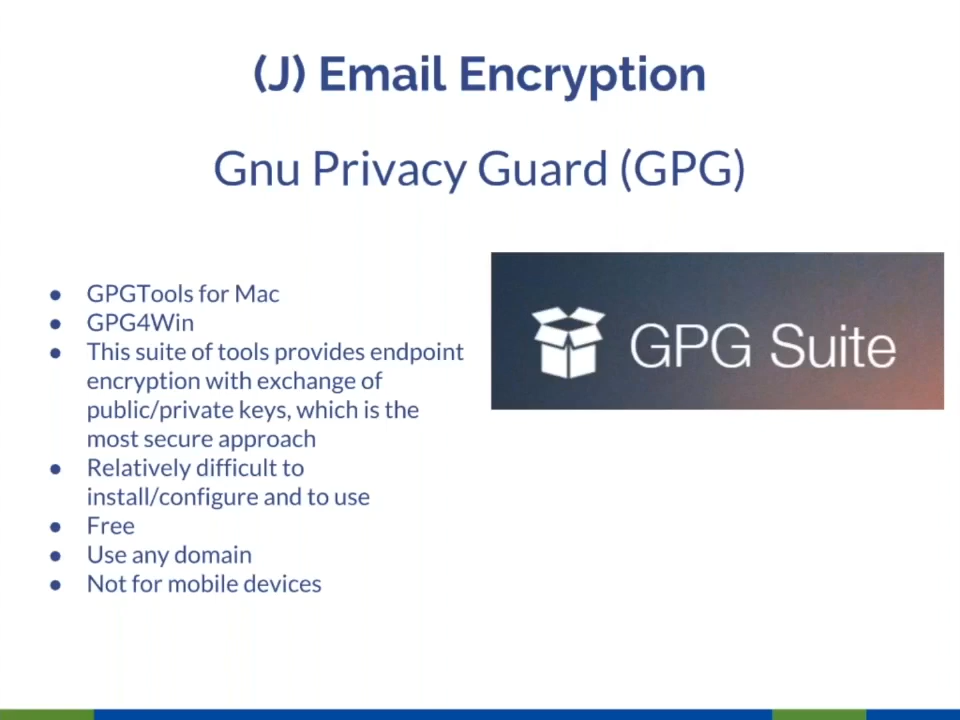 (J) Email Encryption
Gnu Privacy Guard (GPG)
● GPGTools for Mac
● GPG4Win
● This suite of tools provides endpoint
encryption with exchange of
public/private keys, which is the
most secure approach
● Relatively difficult to
install/configure and to use
● Free
● Use any domain
● Not for mobile devices
GPG Suite